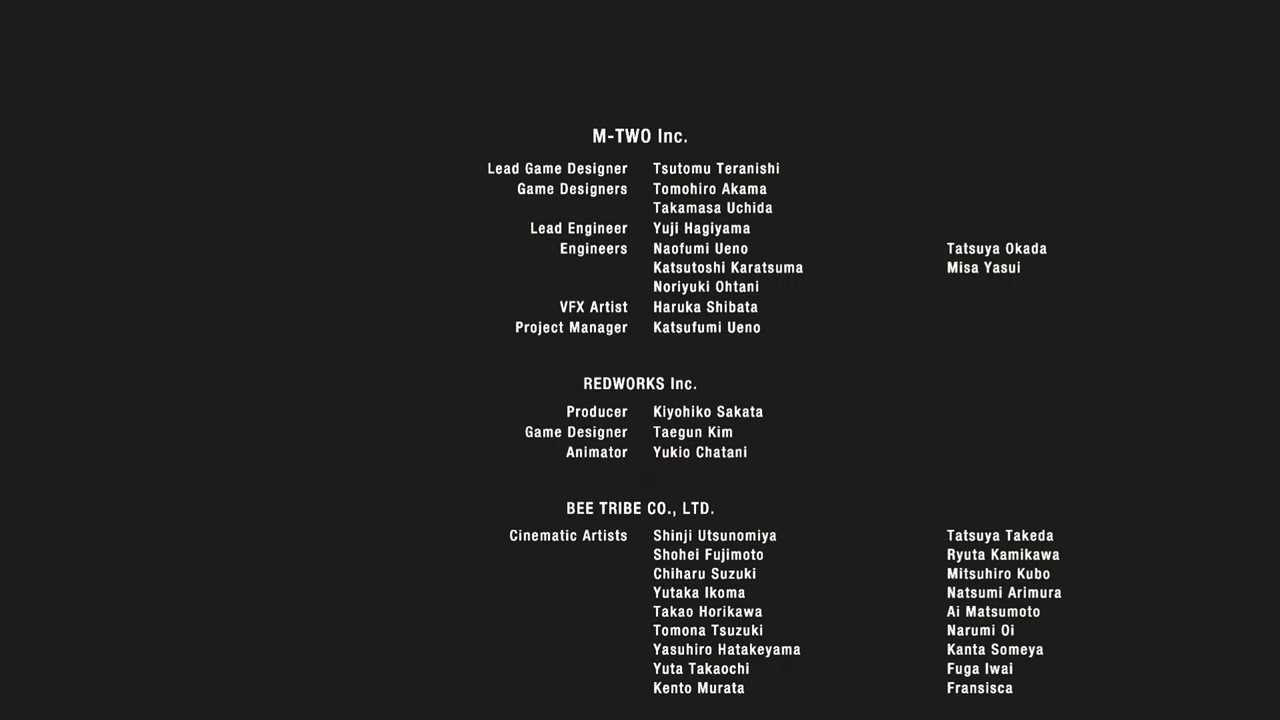 M-TWO Inc.
Lead Game Designer Tsutomu Teranishi
Game Designers Tomohiro Akama
Takamasa Uchida
Lead Engineer Yuji Hagiyama
Engineers Naofumi Ueno Tatsuya Okada
Katsutoshi Karatsuma Misa Yasui
Noriyuki Ohtani
VFX Artist Haruka Shibata
Project Manager Katsufumi Ueno
REDWORKS Inc.
Producer Kiyohiko Sakata
Game Designer Taegun Kim
Animator Yukio Chatani
BEE TRIBE CO., LTD.
Cinematic Artists Shinji Utsunomiya Tatsuya Takeda
Shohei Fujimoto Ryuta Kamikawa
Chiharu Suzuki Mitsuhiro Kubo
Yutaka Ikoma Natsumi Arimura
Takao Horikawa Ai Matsumoto
Tomona Tsuzuki Narumi Oi
Yasuhiro Hatakeyama Kanta Someya
Yuta Takaochi Fuga Iwai
Kento Murata Fransisca